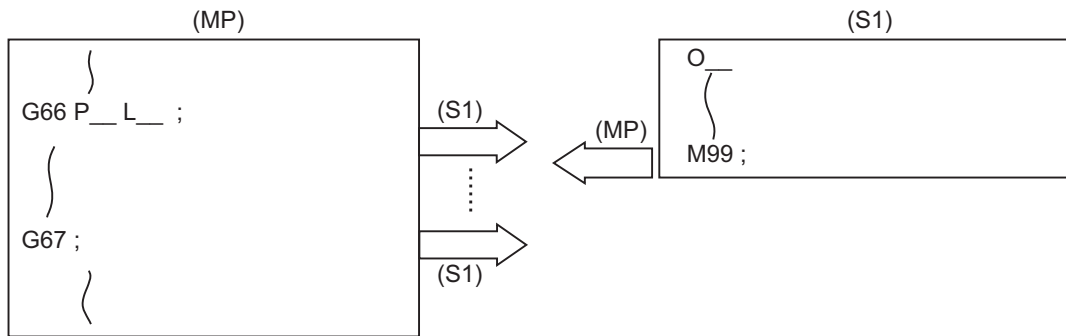 (MP)
(S1)
O__
G66 P__ L__ ;
(S1)
(MP)
M99 ;
G67 ;
(S1)